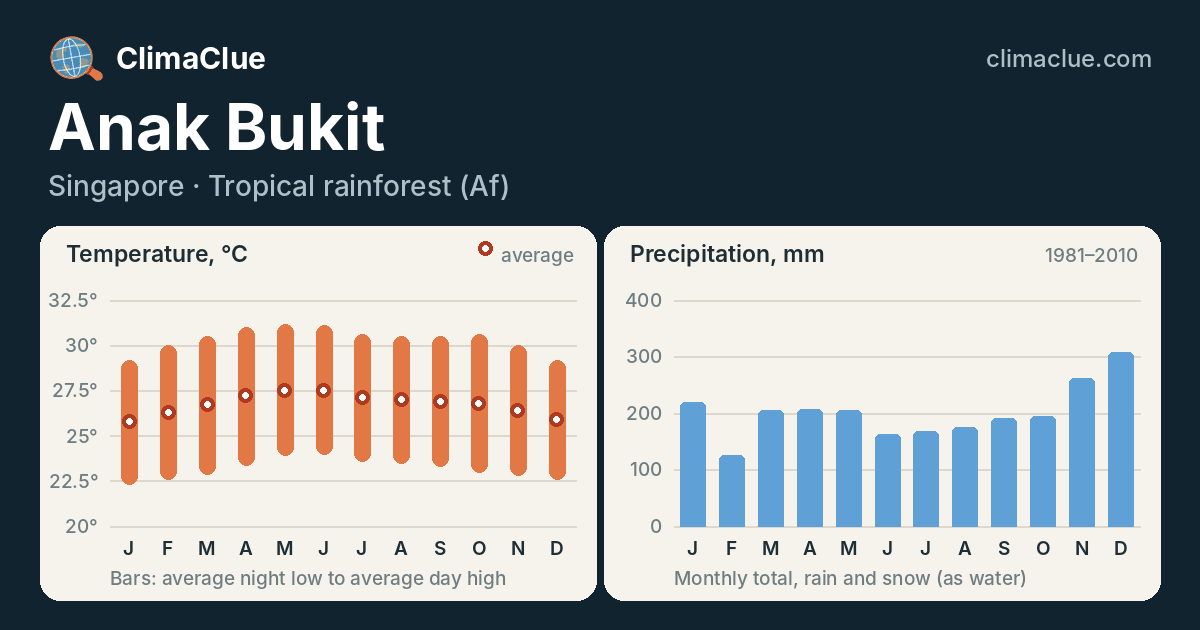 ClimaClue
climaclue.com
Anak Bukit
Singapore · Tropical rainforest (Af)
Temperature, °C
average
32.5°
30°
27.5°
25°
22.5°
20°
J F M A M J J A S O N D
Bars: average night low to average day high
Precipitation, mm
1981–2010
400
300
200
100
0
J F M A M J J A S O N D
Monthly total, rain and snow (as water)